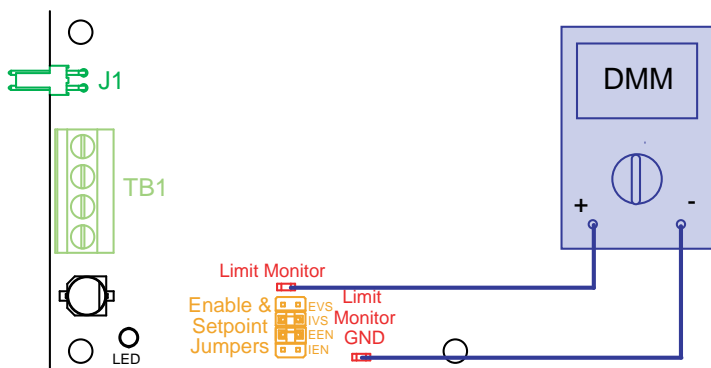 J1
DMM
TB1
+ -
Limit Monitor
Enable &
Setpoint
Jumpers
EVS
IVS
EEN
IEN
Limit
Monitor
GND
LED